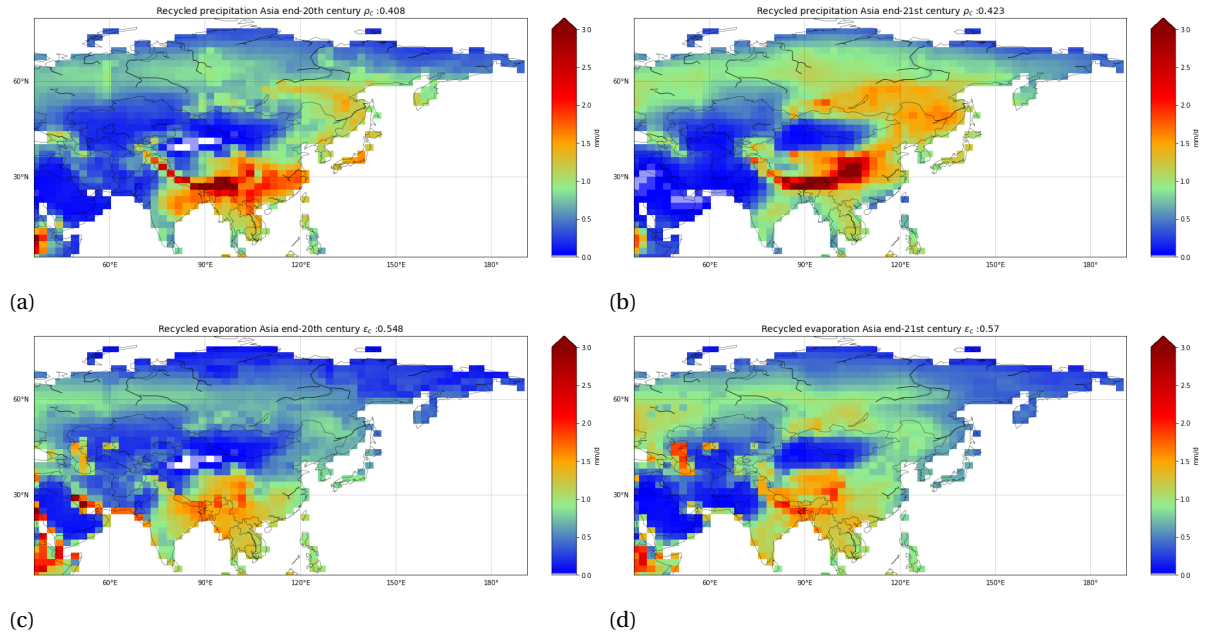 Recycled precipitation Asia end-20th century ρc :0.408
3.0
2.5
2.0
1.5
1.0
0.5
0.0
mm/d
60°N
30°N
60°E
90°E
120°E
150°E
180°
(a)
Recycled precipitation Asia end-21st century ρc :0.423
3.0
2.5
2.0
1.5
1.0
0.5
0.0
mm/d
60°N
30°N
60°E
90°E
120°E
150°E
180°
(b)
Recycled evaporation Asia end-20th century εc :0.548
3.0
2.5
2.0
1.5
1.0
0.5
0.0
mm/d
60°N
30°N
60°E
90°E
120°E
150°E
180°
(c)
Recycled evaporation Asia end-21st century εc :0.57
3.0
2.5
2.0
1.5
1.0
0.5
0.0
mm/d
60°N
30°N
60°E
90°E
120°E
150°E
180°
(d)